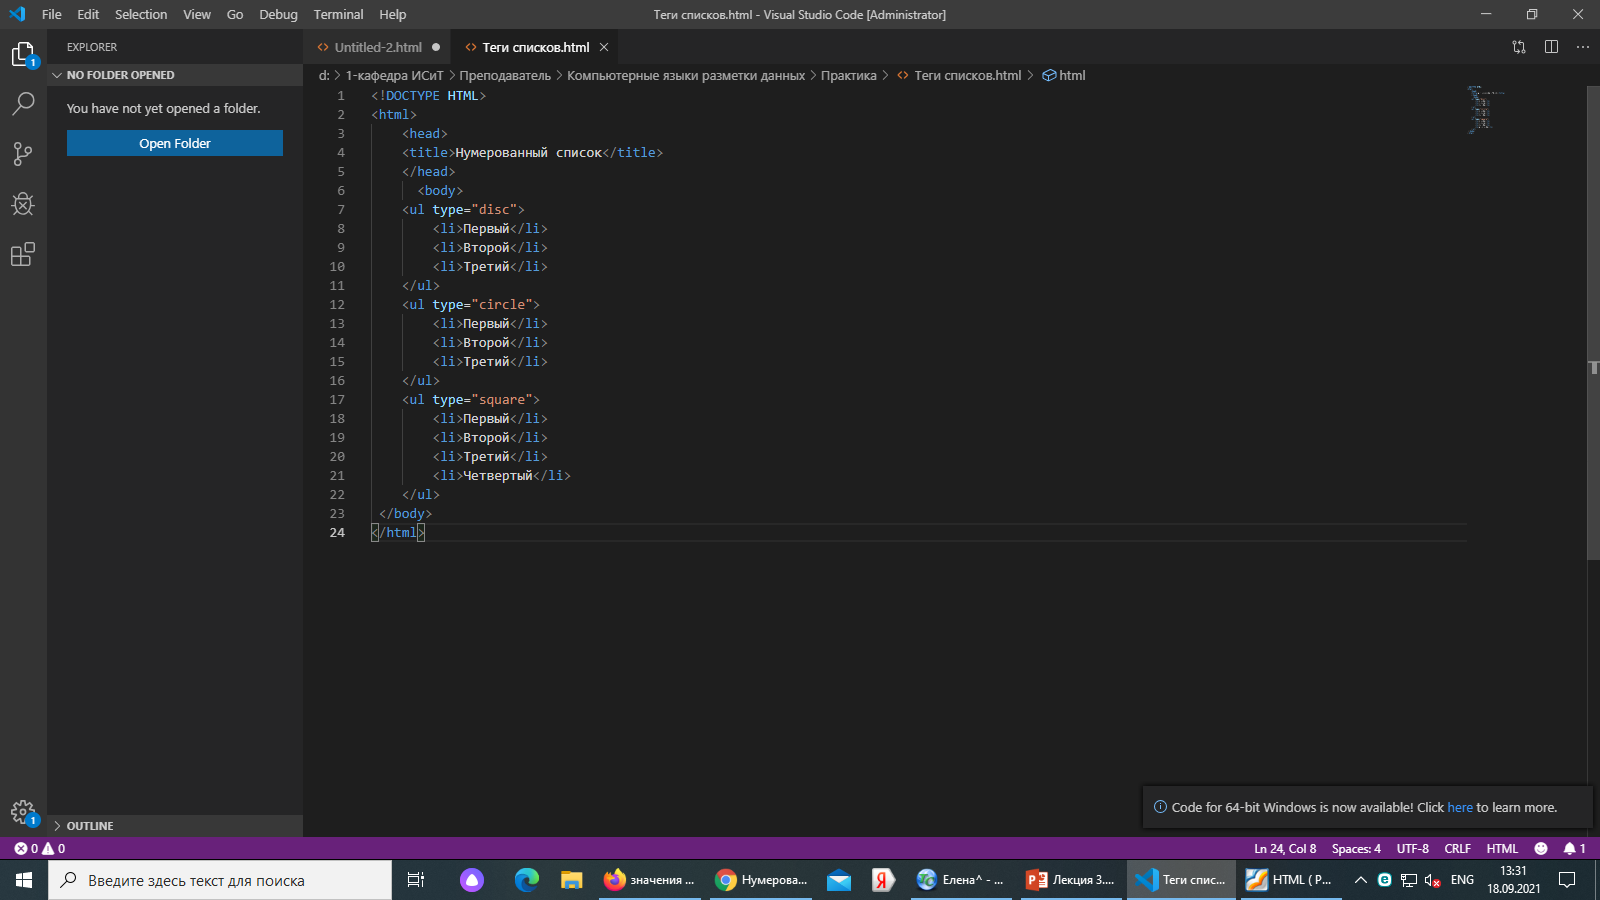 File Edit Selection View Go Debug Terminal Help
Теги списков.html - Visual Studio Code [Administrator]
EXPLORER
Untitled-2.html
Теги списков.html
NO FOLDER OPENED
d: > 1-кафедра ИСиТ > Преподаватель > Компьютерные языки разметки данных > Практика > Теги списков.html > html
You have not yet opened a folder.
Open Folder
1 <!DOCTYPE HTML>
2 <html>
3 <head>
4 <title>Нумерованный список</title>
5 </head>
6 <body>
7 <ul type="disc">
8 <li>Первый</li>
9 <li>Второй</li>
10 <li>Третий</li>
11 </ul>
12 <ul type="circle">
13 <li>Первый</li>
14 <li>Второй</li>
15 <li>Третий</li>
16 </ul>
17 <ul type="square">
18 <li>Первый</li>
19 <li>Второй</li>
20 <li>Третий</li>
21 <li>Четвертый</li>
22 </ul>
23 </body>
24 </html>
Code for 64-bit Windows is now available! Click here to learn more.
OUTLINE
0 0
Ln 24, Col 8 Spaces: 4 UTF-8 CRLF HTML 1
Введите здесь текст для поиска
значения ...
Нумерова...
Елена^ - ...
Лекция 3....
Теги спис...
HTML ( P...
ENG
13:31
18.09.2021